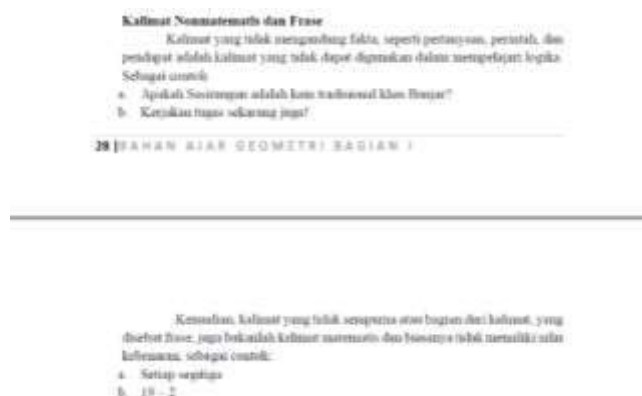 Kalimat Nonmatematis dan Frase
Kalimat yang tidak mengandung fakta, seperti pertanyaan, perintah, dan
pendapat adalah kalimat yang tidak dapat digunakan dalam mempelajari logika.
Sebagai contoh:
a. Apakah Sasirangan adalah kain tradisional khas Banjar?
b. Kerjakan tugas sekarang juga!
28 | BAHAN AJAR GEOMETRI BAGIAN I
Kemudian, kalimat yang tidak sempurna atau bagian dari kalimat, yang
disebut frase, juga bukanlah kalimat matematis dan biasanya tidak memiliki nilai
kebenaran, sebagai contoh:
a. Setiap segitiga
b. 19 – 2